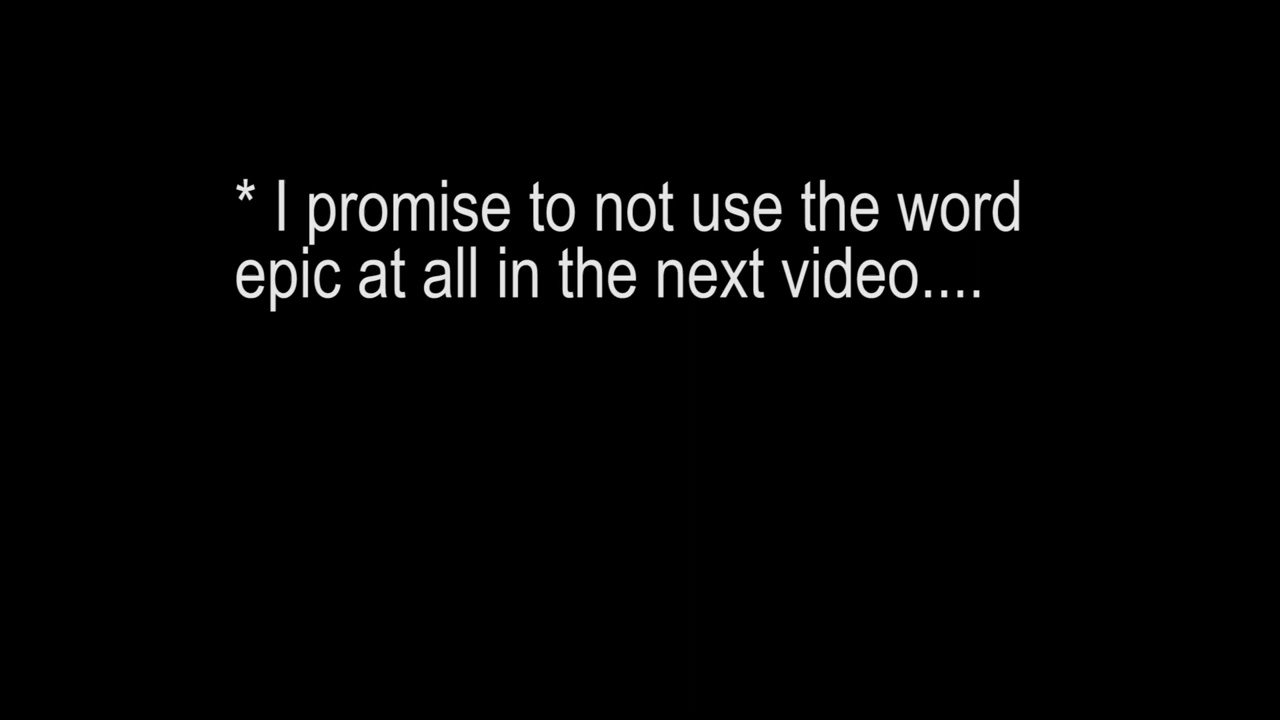 * I promise to not use the word
epic at all in the next video....